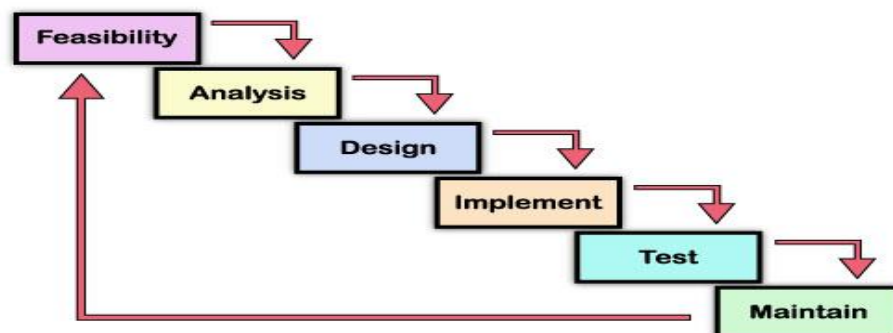 Feasibility
Analysis
Design
Implement
Test
Maintain